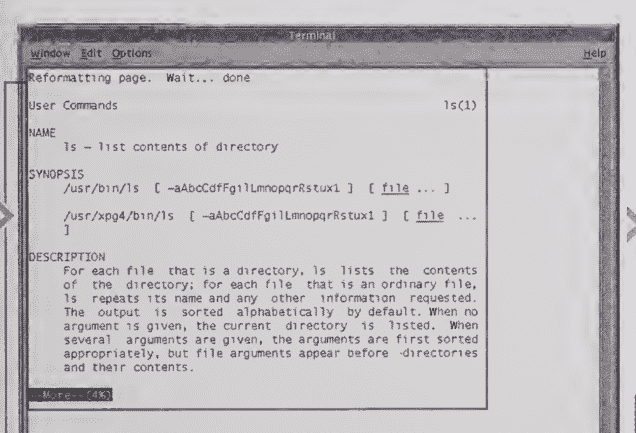 Terminal
Window Edit Options Help
Reformatting page. Wait... done
User Commands ls(1)
NAME
ls - list contents of directory
SYNOPSIS
/usr/bin/ls [ -aAbcCdfFgilLmnopqrRstux1 ] [ file ... ]
/usr/xpg4/bin/ls [ -aAbcCdfFgilLmnopqrRstux1 ] [ file ...
]
DESCRIPTION
For each file that is a directory, ls lists the contents
of the directory; for each file that is an ordinary file,
ls repeats its name and any other information requested.
The output is sorted alphabetically by default. When no
argument is given, the current directory is listed. When
several arguments are given, the arguments are first sorted
appropriately, but file arguments appear before directories
and their contents.
--More--(4%)